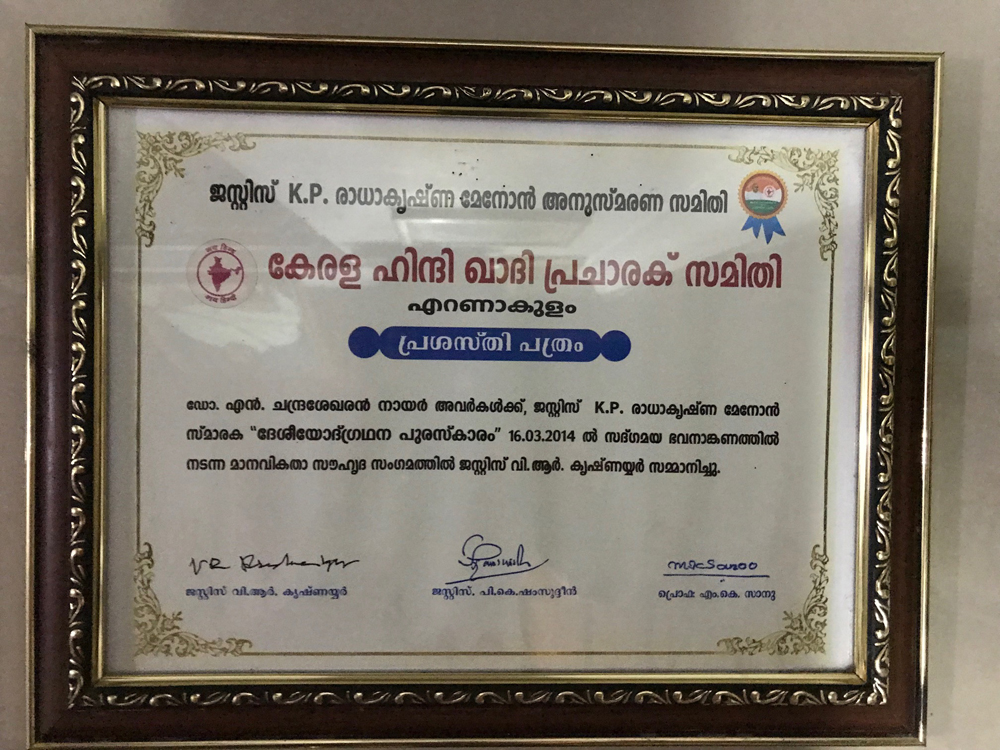 ജസ്റ്റിസ് K.P. രാധാകൃഷ്ണ മേനോൻ അനുസ്മരണ സമിതി
കേരള ഹിന്ദി ഖാദി പ്രചാരക് സമിതി
എറണാകുളം
പ്രശസ്തി പത്രം
ഡോ. എൻ. ചന്ദ്രശേഖരൻ നായർ അവർകൾക്ക്, ജസ്റ്റിസ് K.P. രാധാകൃഷ്ണ മേനോൻ
സ്മാരക "ദേശീയോദ്ഗ്രഥന പുരസ്കാരം" 16.03.2014 ൽ സദ്ഗമയ ഭവനാങ്കണത്തിൽ
നടന്ന മാനവികതാ സൗഹൃദ സംഗമത്തിൽ ജസ്റ്റിസ് വി.ആർ. കൃഷ്ണയ്യർ സമ്മാനിച്ചു.
ജസ്റ്റിസ് വി.ആർ. കൃഷ്ണയ്യർ ജസ്റ്റിസ്. പി.കെ.ഷംസുദ്ദീൻ പ്രൊഫ: എം.കെ. സാനു